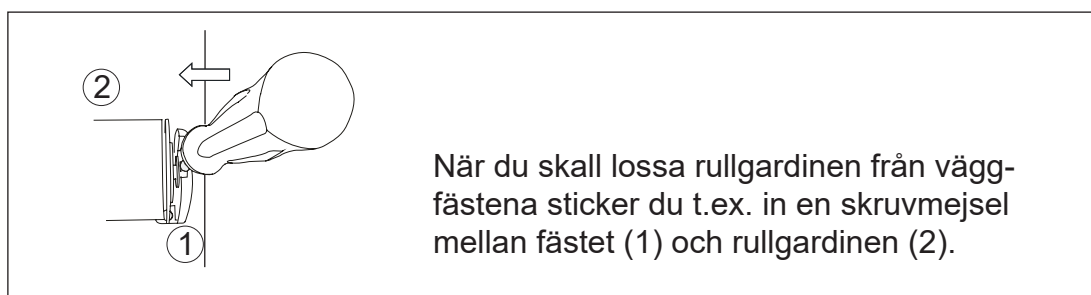 2
1
När du skall lossa rullgardinen från vägg-
fästena sticker du t.ex. in en skruvmejsel
mellan fästet (1) och rullgardinen (2).